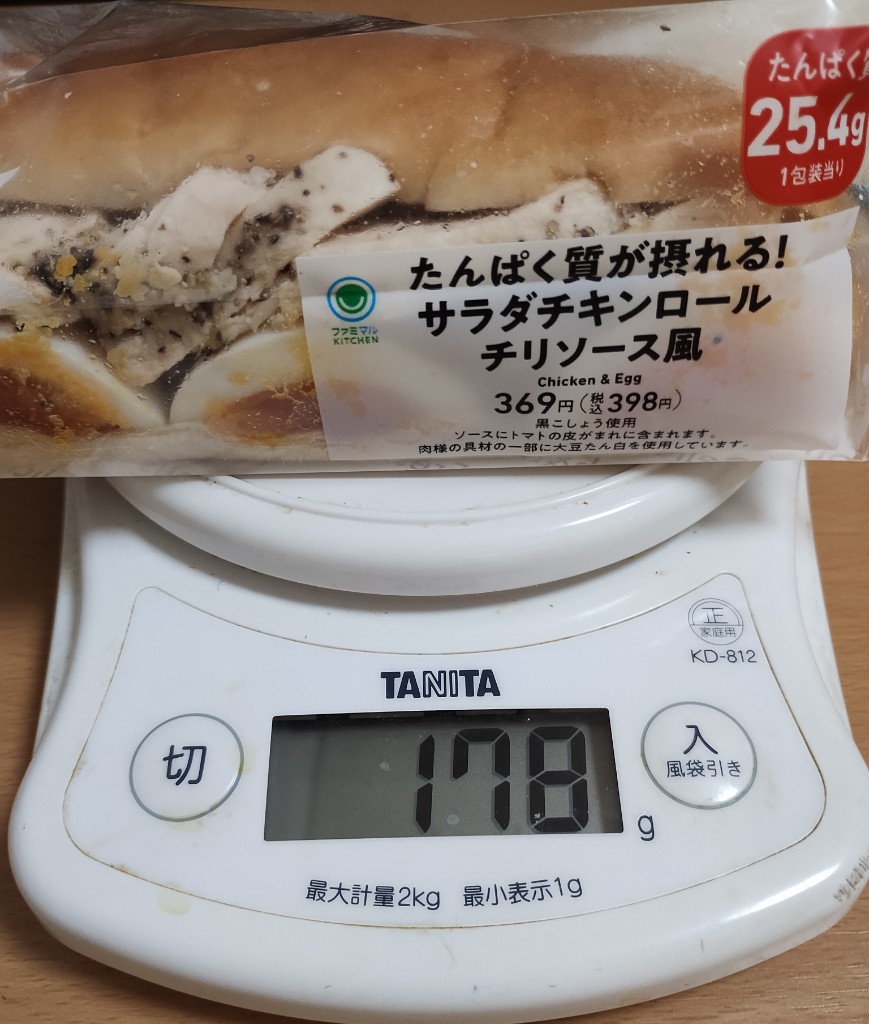 たんぱく質
25.4g
1包装当り
たんぱく質が摂れる!
サラダチキンロール
チリソース風
ファミマル
KITCHEN
Chicken & Egg
369円(税込398円)
黒こしょう使用
ソースにトマトの皮がまれに含まれます。
肉様の具材の一部に大豆たん白を使用しています。
正
家庭用
KD-812
TANITA
切
178 g
入
風袋引き
最大計量2kg 最小表示1g